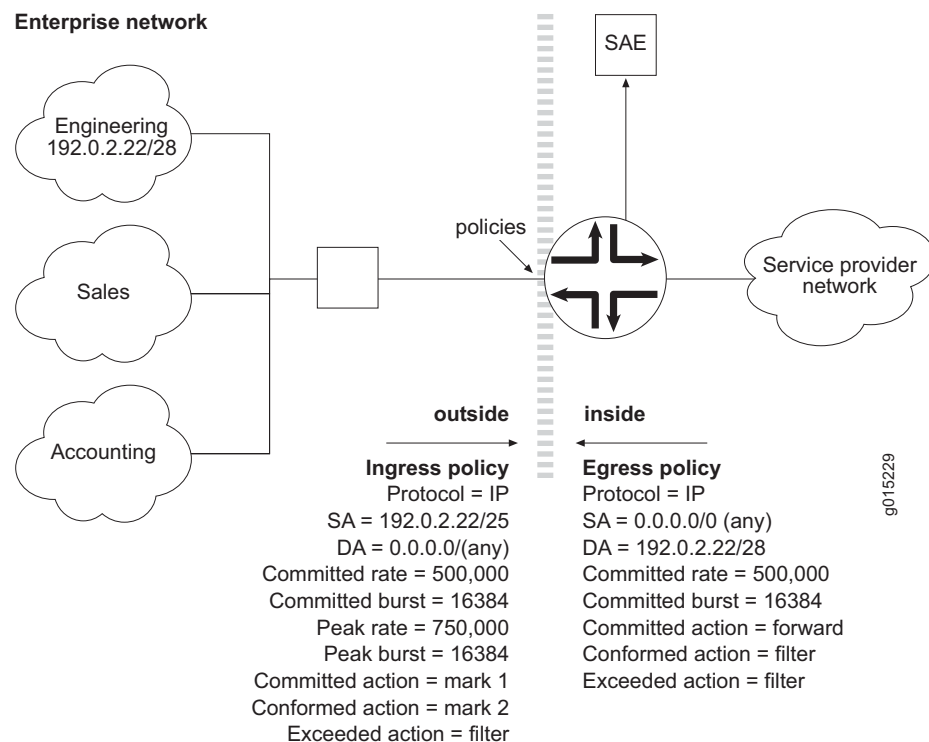 Enterprise network
SAE
Engineering
192.0.2.22/28
policies
Sales
Service provider
network
Accounting
outside
inside
Ingress policy
Protocol = IP
SA = 192.0.2.22/25
DA = 0.0.0.0/(any)
Committed rate = 500,000
Committed burst = 16384
Peak rate = 750,000
Peak burst = 16384
Committed action = mark 1
Conformed action = mark 2
Exceeded action = filter
Egress policy
Protocol = IP
SA = 0.0.0.0/0 (any)
DA = 192.0.2.22/28
Committed rate = 500,000
Committed burst = 16384
Committed action = forward
Conformed action = filter
Exceeded action = filter
g015229